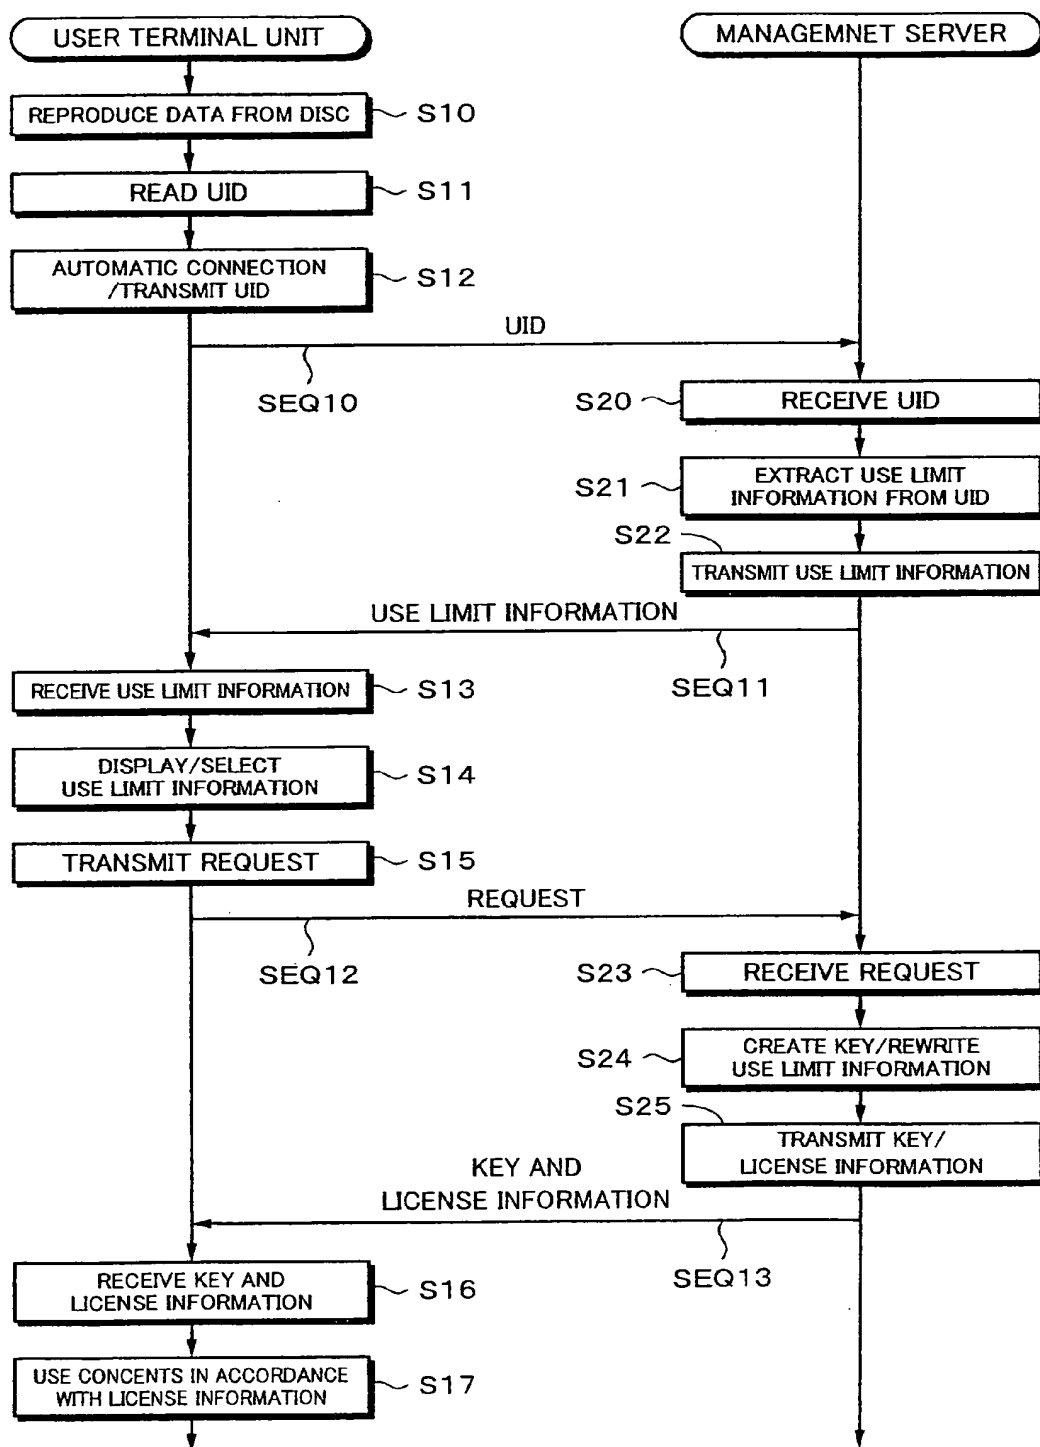 USER TERMINAL UNIT
MANAGEMNET SERVER
REPRODUCE DATA FROM DISC
S10
READ UID
S11
AUTOMATIC CONNECTION
/TRANSMIT UID
S12
UID
SEQ10
S20
RECEIVE UID
S21
EXTRACT USE LIMIT
INFORMATION FROM UID
S22
TRANSMIT USE LIMIT INFORMATION
USE LIMIT INFORMATION
SEQ11
RECEIVE USE LIMIT INFORMATION
S13
DISPLAY/SELECT
USE LIMIT INFORMATION
S14
TRANSMIT REQUEST
S15
REQUEST
SEQ12
S23
RECEIVE REQUEST
S24
CREATE KEY/REWRITE
USE LIMIT INFORMATION
S25
TRANSMIT KEY/
LICENSE INFORMATION
KEY AND
LICENSE INFORMATION
SEQ13
RECEIVE KEY AND
LICENSE INFORMATION
S16
USE CONCENTS IN ACCORDANCE
WITH LICENSE INFORMATION
S17